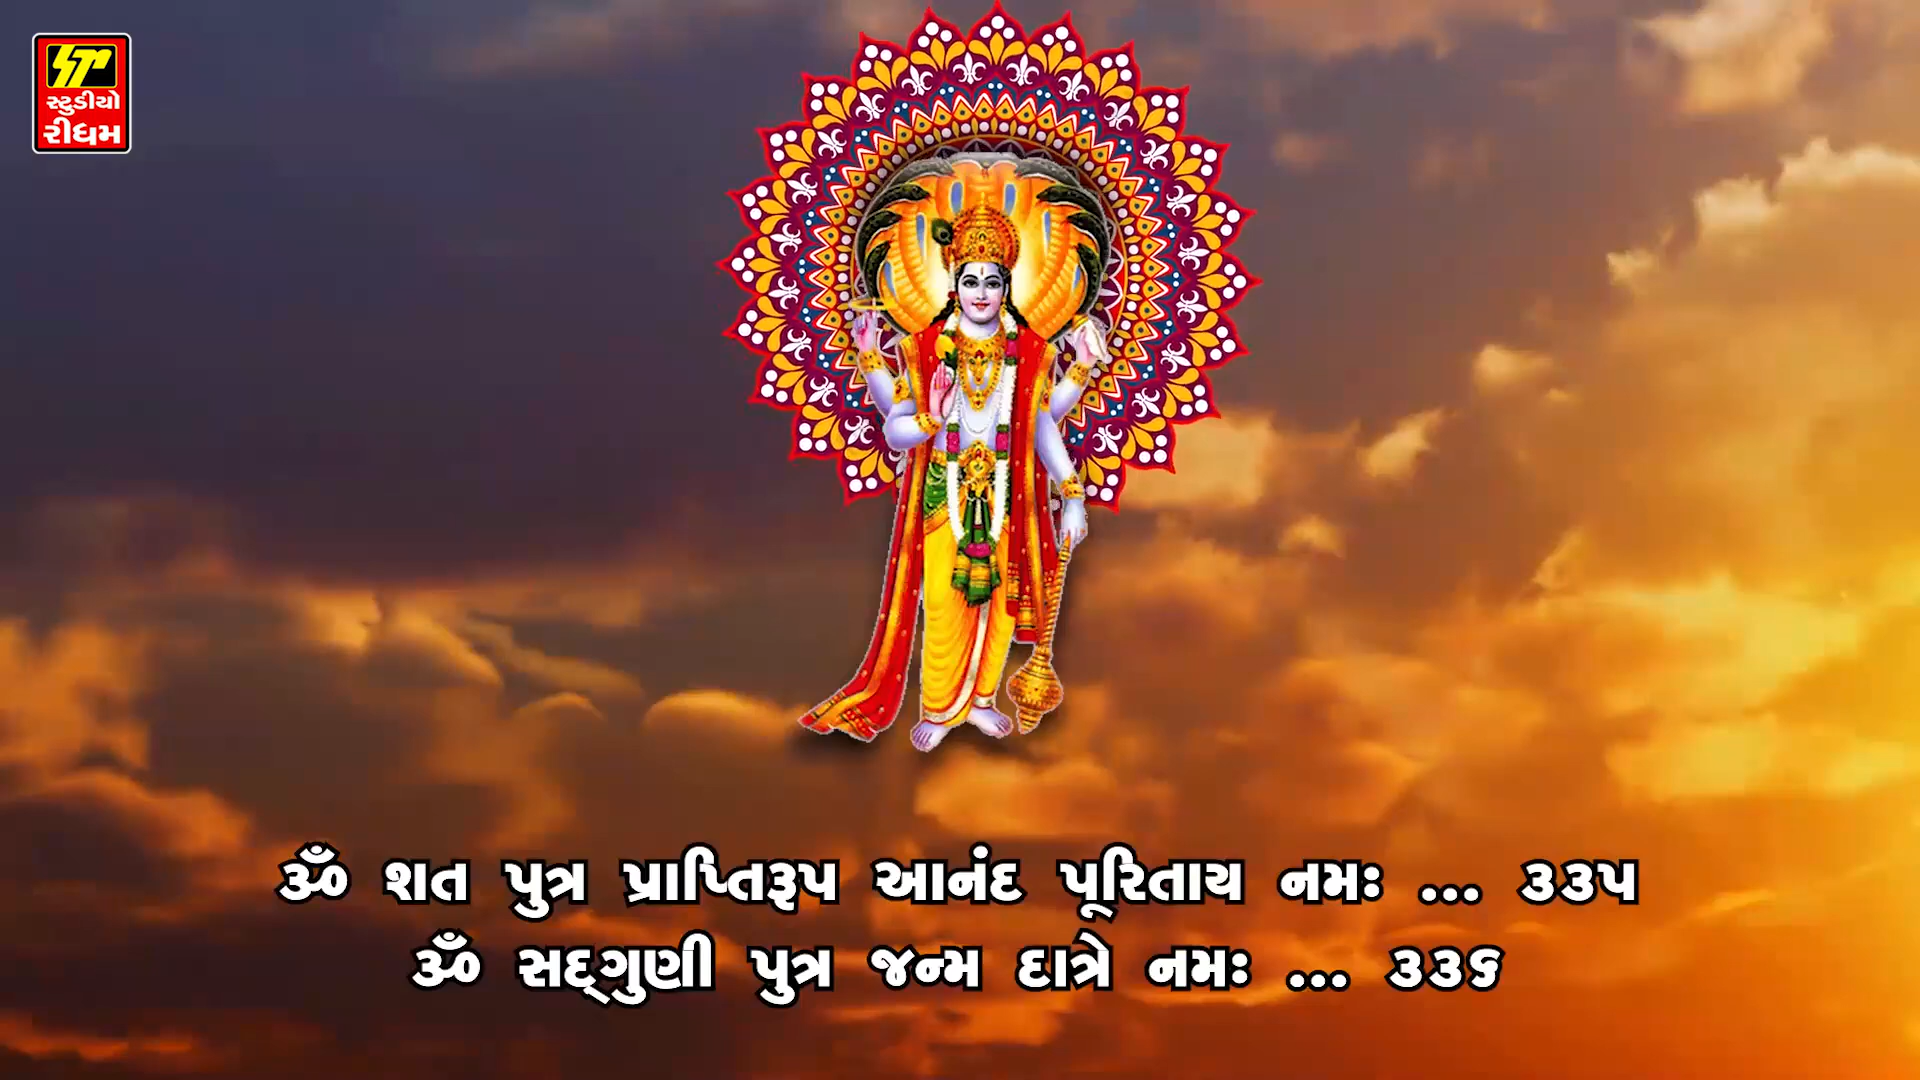 સ્ટુડીયો
રીધમ
ૐ શત પુત્ર પ્રાપ્તિરૂપ આનંદ પૂરિતાય નમઃ ... ૩૩૫
ૐ સદ્‌ગુણી પુત્ર જન્મ દાત્રે નમઃ ... ૩૩૬